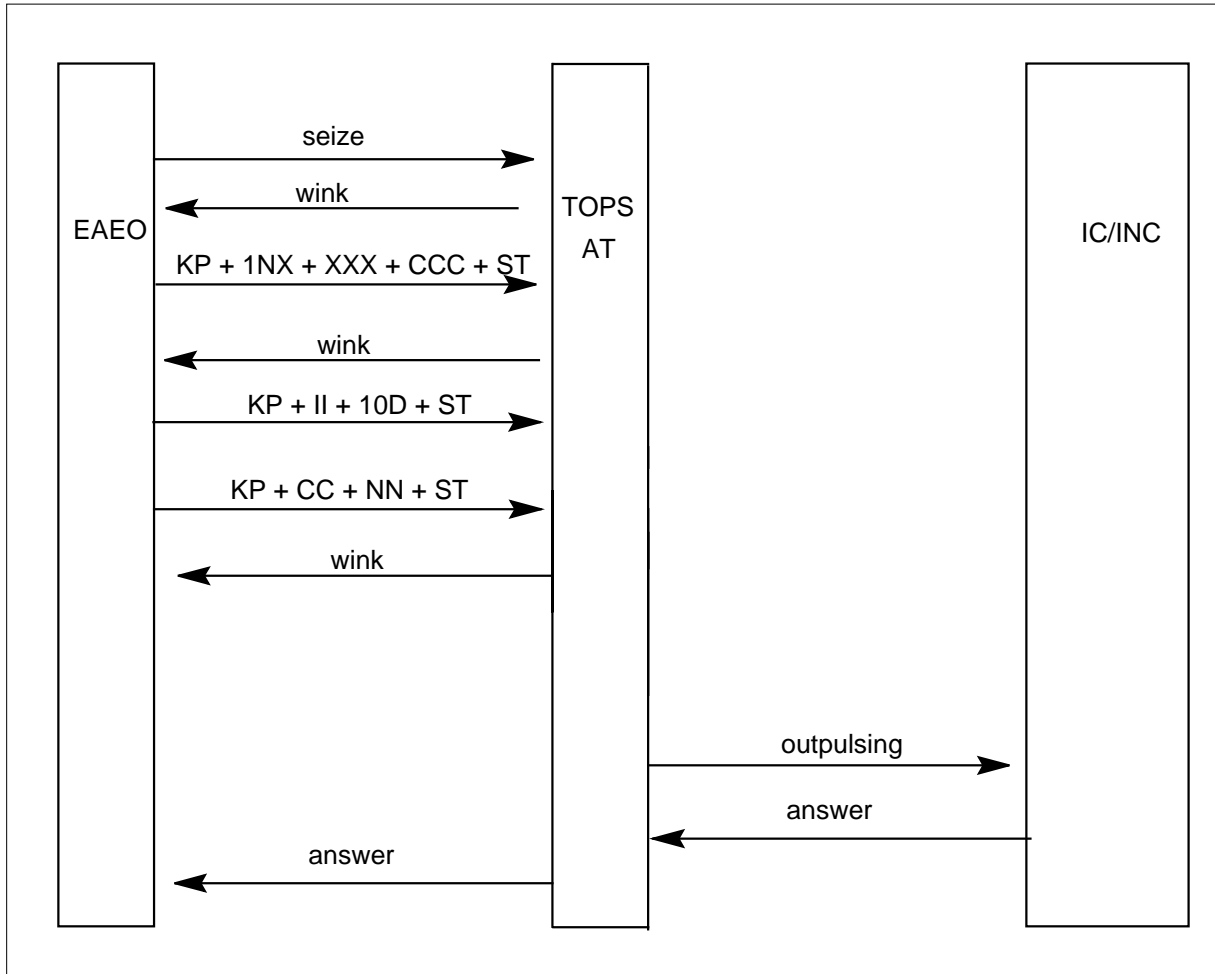 seize
wink
EAEO
TOPS
AT
IC/INC
KP + 1NX + XXX + CCC + ST
wink
KP + II + 10D + ST
KP + CC + NN + ST
wink
outpulsing
answer
answer